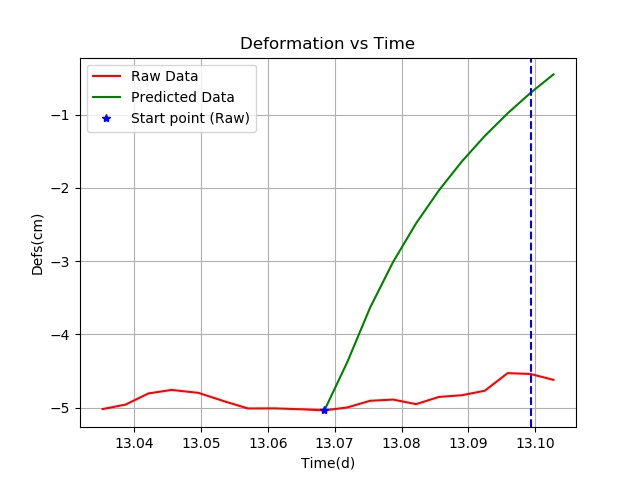 Deformation vs Time
Raw Data
Predicted Data
Start point (Raw)
−1
−2
−3
−4
−5
Defs(cm)
13.04 13.05 13.06 13.07 13.08 13.09 13.10
Time(d)